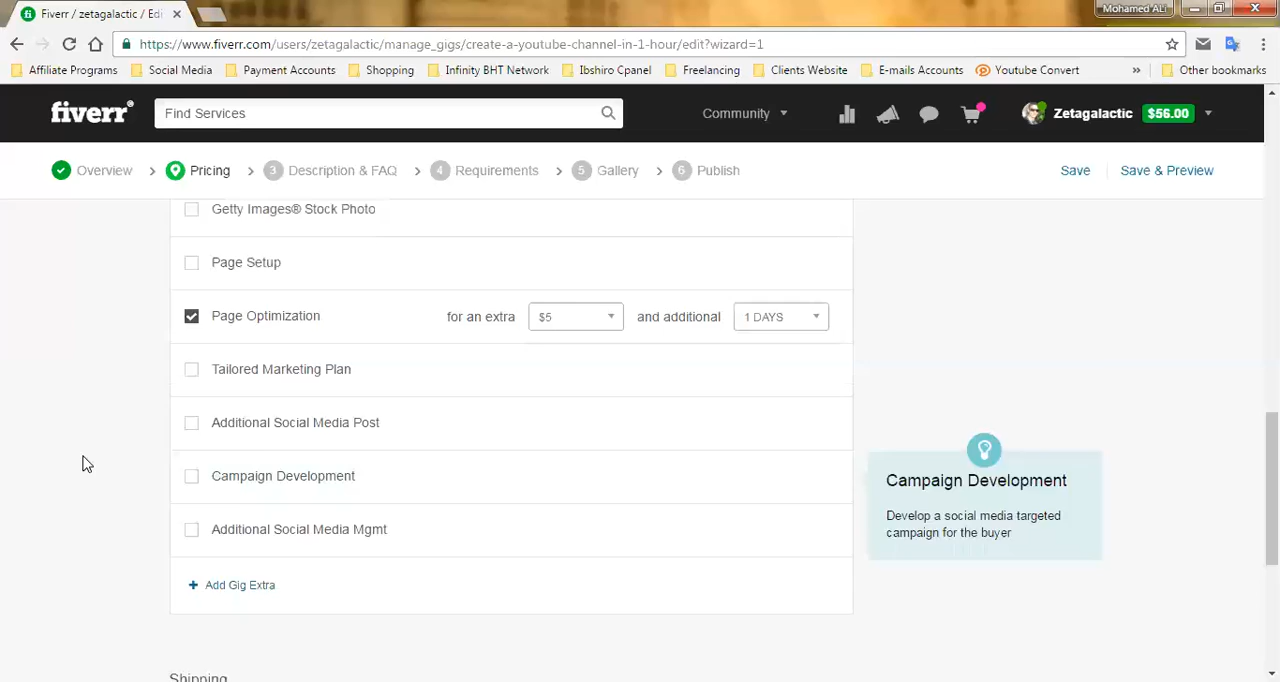 Fiverr / zetagalactic / Edi
Mohamed ALi
https://www.fiverr.com/users/zetagalactic/manage_gigs/create-a-youtube-channel-in-1-hour/edit?wizard=1
Affiliate Programs Social Media Payment Accounts Shopping Infinity BHT Network Ibshiro Cpanel Freelancing Clients Website E-mails Accounts Youtube Convert » Other bookmarks
fiverr® Find Services Community Zetagalactic $56.00
Overview > Pricing > 3 Description & FAQ > 4 Requirements > 5 Gallery > 6 Publish Save Save & Preview
Getty Images® Stock Photo
Page Setup
Page Optimization for an extra $5 and additional 1 DAYS
Tailored Marketing Plan
Additional Social Media Post
Campaign Development
Additional Social Media Mgmt
+ Add Gig Extra
Campaign Development
Develop a social media targeted
campaign for the buyer
Shipping